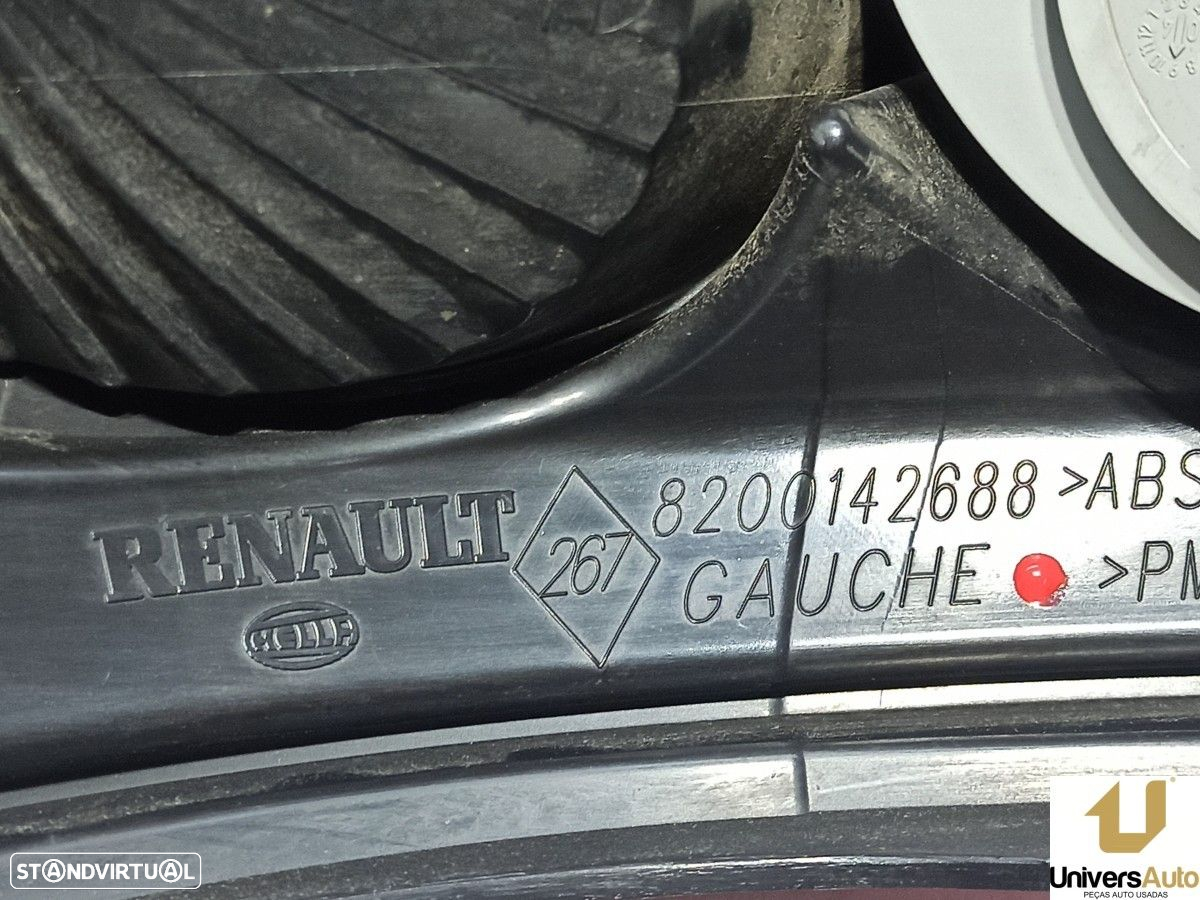 RENAULT
HELLA
267
8200142688 >ABS
GAUCHE >PM
STANDVIRTUAL
UniversAuto
PEÇAS AUTO USADAS